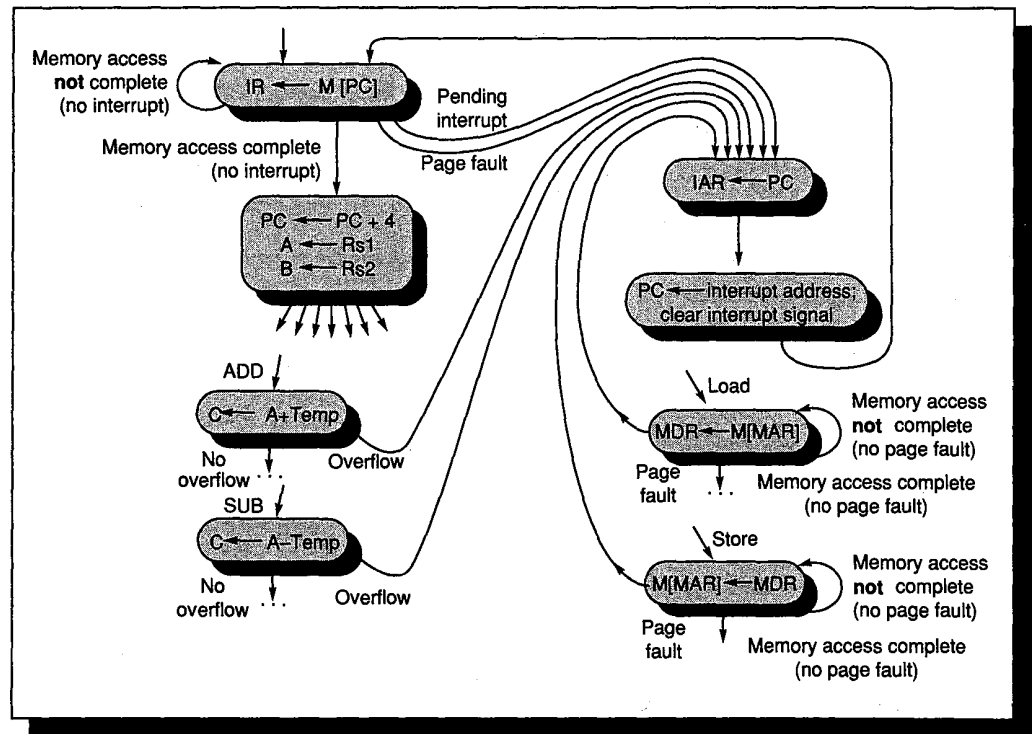 Memory access
not complete
(no interrupt)
IR ← M [PC]
Pending
interrupt
Page fault
Memory access complete
(no interrupt)
PC ← PC + 4
A ← Rs1
B ← Rs2
IAR ← PC
PC ← Interrupt address;
clear interrupt signal
ADD
C ← A+Temp
No
overflow ...
Overflow
SUB
C ← A–Temp
No
overflow ...
Overflow
Load
MDR ← M[MAR]
Memory access
not complete
(no page fault)
Page
fault
...
Memory access complete
(no page fault)
Store
M[MAR] ← MDR
Memory access
not complete
(no page fault)
Page
fault
Memory access complete
(no page fault)